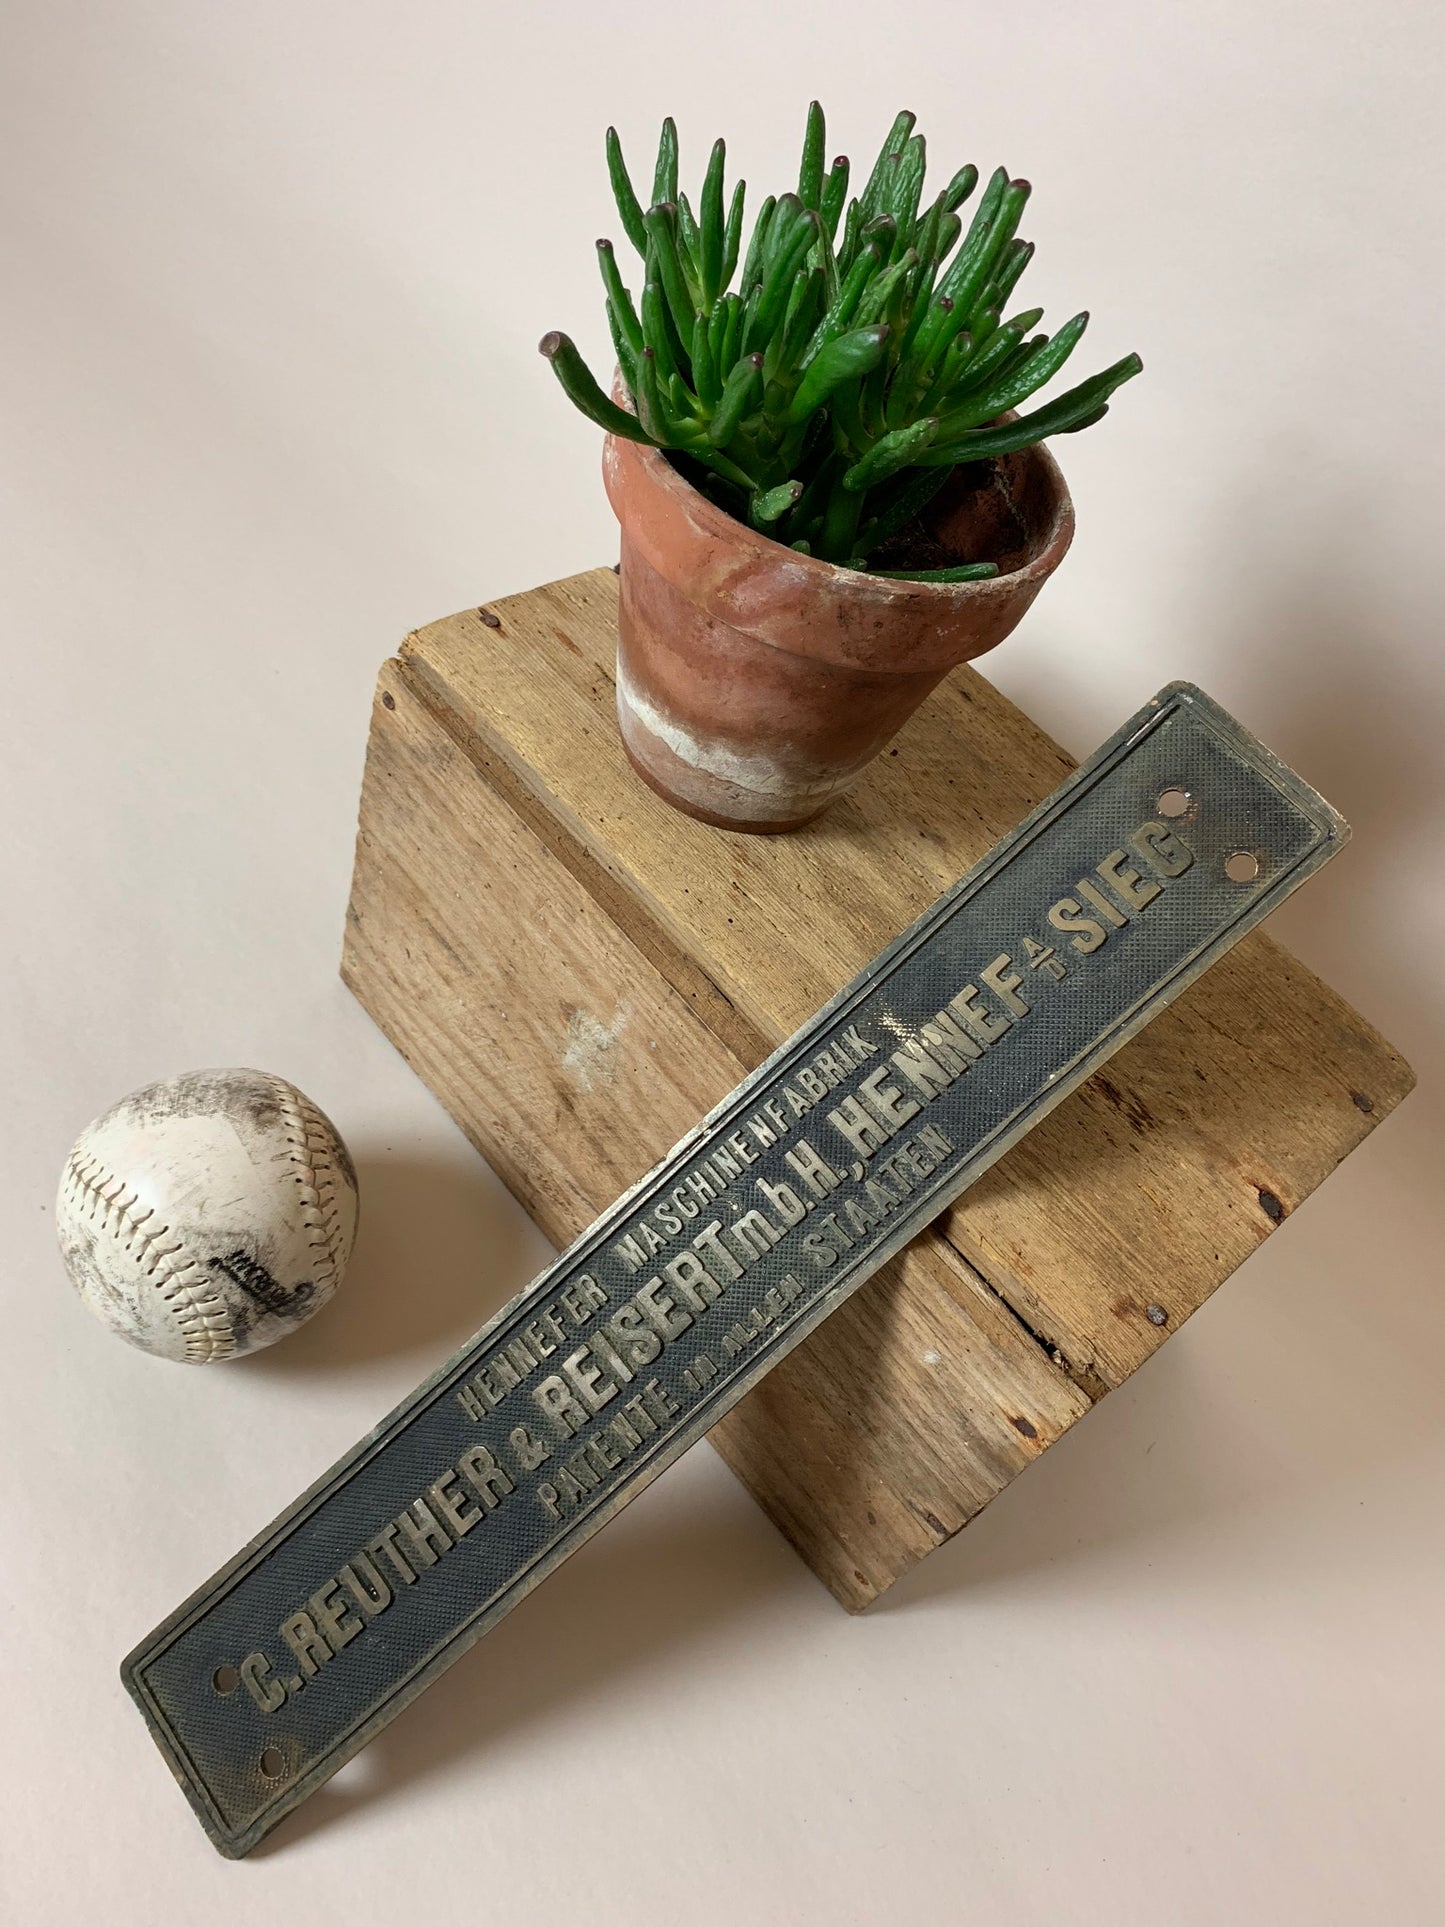 HENNEFER MASCHINENFABRIK
C. REUTHER & REISERT m.b.H., HENNEF A/D SIEG
PATENTE IN ALLEN STAATEN